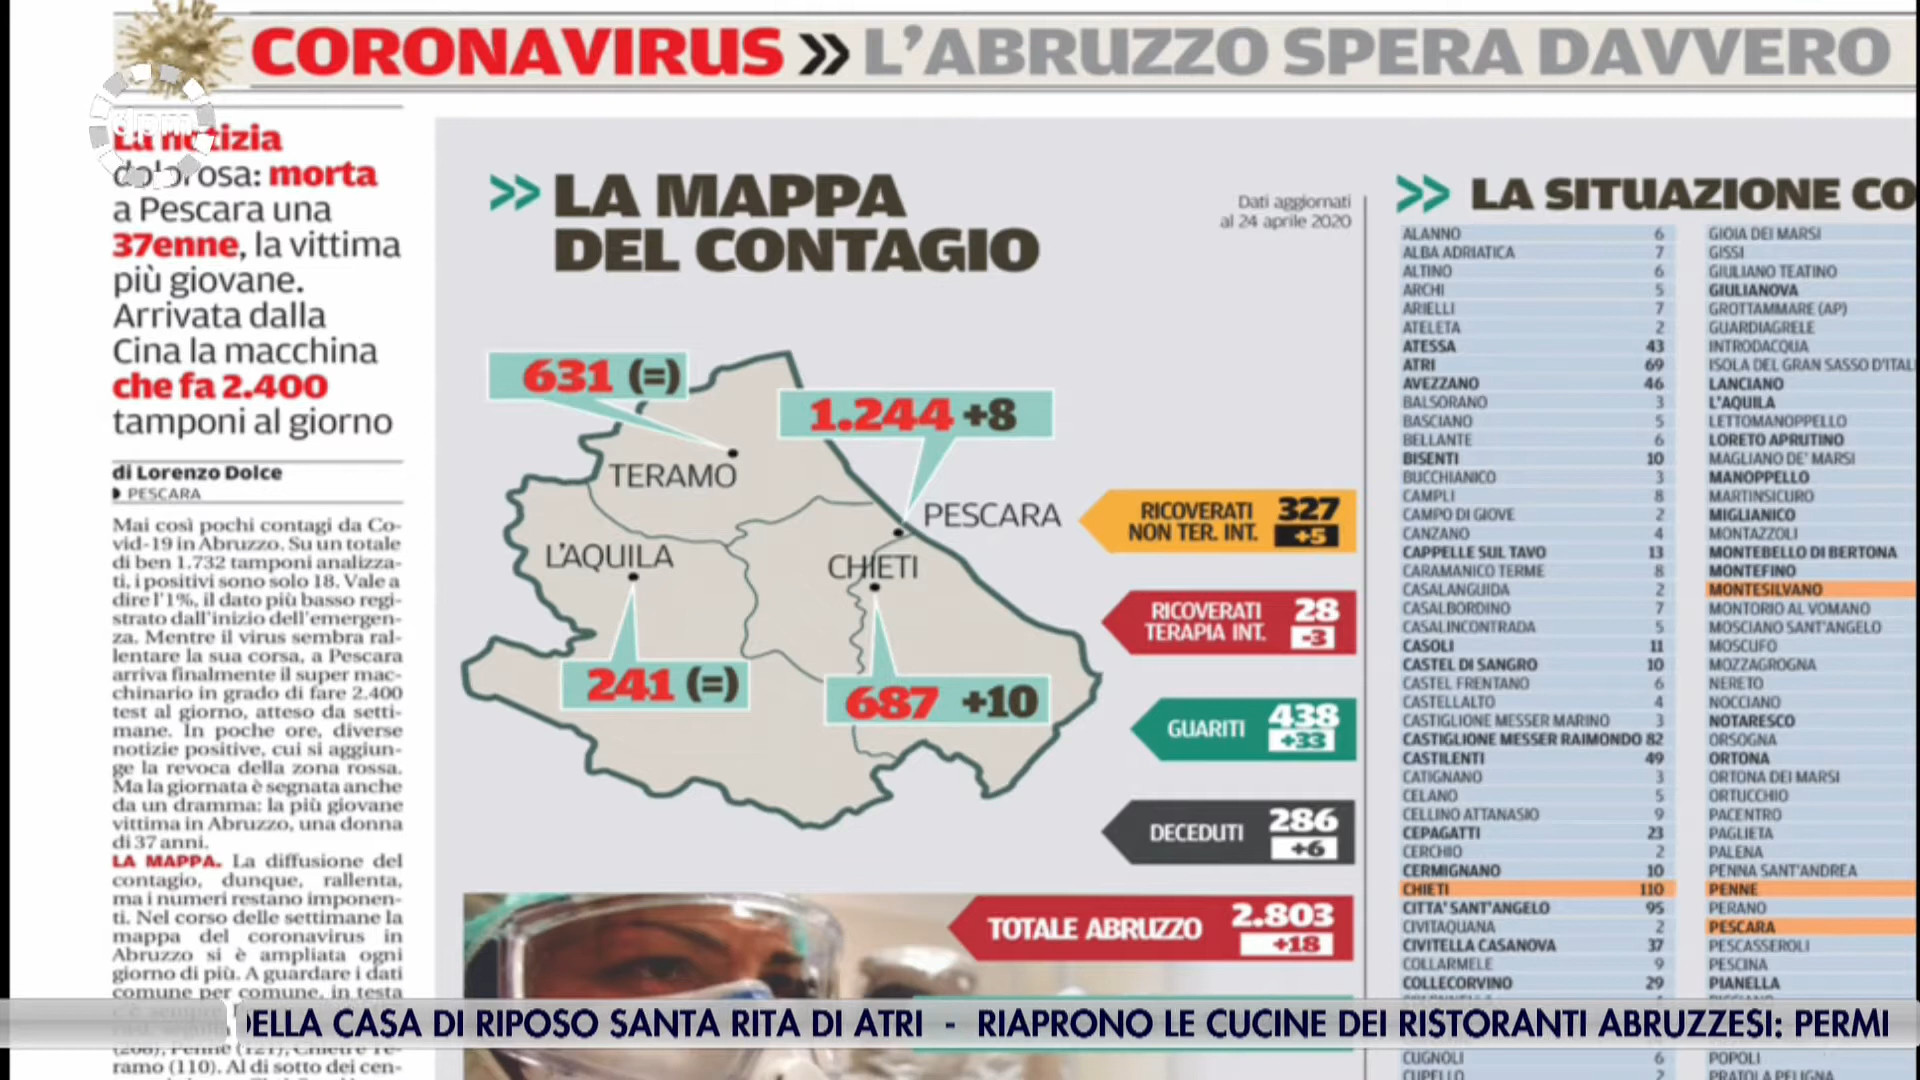 CORONAVIRUS >> L'ABRUZZO SPERA DAVVERO
dpm
La notizia
dolorosa: morta
a Pescara una
37enne, la vittima
più giovane.
Arrivata dalla
Cina la macchina
che fa 2.400
tamponi al giorno
di Lorenzo Dolce
PESCARA
Mai così pochi contagi da Co-
vid-19 in Abruzzo. Su un totale
di ben 1.732 tamponi analizza-
ti, i positivi sono solo 18. Vale a
dire l'1%, il dato più basso regi-
strato dall'inizio dell'emergen-
za. Mentre il virus sembra ral-
lentare la sua corsa, a Pescara
arriva finalmente il super mac-
chinario in grado di fare 2.400
test al giorno, atteso da setti-
mane. In poche ore, diverse
notizie positive, cui si aggiun-
ge la revoca della zona rossa.
Ma la giornata è segnata anche
da un dramma: la più giovane
vittima in Abruzzo, una donna
di 37 anni.
LA MAPPA. La diffusione del
contagio, dunque, rallenta,
ma i numeri restano imponen-
ti. Nel corso delle settimane la
mappa del coronavirus in
Abruzzo si è ampliata ogni
giorno di più. A guardare i dati
comune per comune, in testa
ramo (110). Al di sotto dei cen-
>> LA MAPPA
DEL CONTAGIO
Dati aggiornati
al 24 aprile 2020
631 (=)
1.244 +8
TERAMO
PESCARA
L'AQUILA
CHIETI
241 (=)
687 +10
RICOVERATI
NON TER. INT.
327
+5
RICOVERATI
TERAPIA INT.
28
-3
GUARITI
438
+33
DECEDUTI
286
+6
TOTALE ABRUZZO
2.803
+18
>> LA SITUAZIONE CO
ALANNO 6
ALBA ADRIATICA 7
ALTINO 6
ARCHI 5
ARIELLI 7
ATELETA 2
ATESSA 43
ATRI 69
AVEZZANO 46
BALSORANO 3
BASCIANO 5
BELLANTE 6
BISENTI 10
BUCCHIANICO 3
CAMPLI 8
CAMPO DI GIOVE 2
CANZANO 4
CAPPELLE SUL TAVO 13
CARAMANICO TERME 8
CASALANGUIDA 2
CASALBORDINO 7
CASALINCONTRADA 5
CASOLI 11
CASTEL DI SANGRO 10
CASTEL FRENTANO 6
CASTELLALTO 4
CASTIGLIONE MESSER MARINO 3
CASTIGLIONE MESSER RAIMONDO 82
CASTILENTI 49
CATIGNANO 3
CELANO 5
CELLINO ATTANASIO 9
CEPAGATTI 23
CERCHIO 2
CERMIGNANO 10
CHIETI 110
CITTA' SANT'ANGELO 95
CIVITAQUANA 2
CIVITELLA CASANOVA 37
COLLARMELE 9
COLLECORVINO 29
CUGNOLI 6
CUPELLO 2
GIOIA DEI MARSI
GISSI
GIULIANO TEATINO
GIULIANOVA
GROTTAMMARE (AP)
GUARDIAGRELE
INTRODACQUA
ISOLA DEL GRAN SASSO D'ITAL
LANCIANO
L'AQUILA
LETTOMANOPPELLO
LORETO APRUTINO
MAGLIANO DE' MARSI
MANOPPELLO
MARTINSICURO
MIGLIANICO
MONTAZZOLI
MONTEBELLO DI BERTONA
MONTEFINO
MONTESILVANO
MONTORIO AL VOMANO
MOSCIANO SANT'ANGELO
MOSCUFO
MOZZAGROGNA
NERETO
NOCCIANO
NOTARESCO
ORSOGNA
ORTONA
ORTONA DEI MARSI
ORTUCCHIO
PACENTRO
PAGLIETA
PALENA
PENNA SANT'ANDREA
PENNE
PERANO
PESCARA
PESCASSEROLI
PESCINA
PIANELLA
POPOLI
PRATOLA PELIGNA
DELLA CASA DI RIPOSO SANTA RITA DI ATRI - RIAPRONO LE CUCINE DEI RISTORANTI ABRUZZESI: PERMI